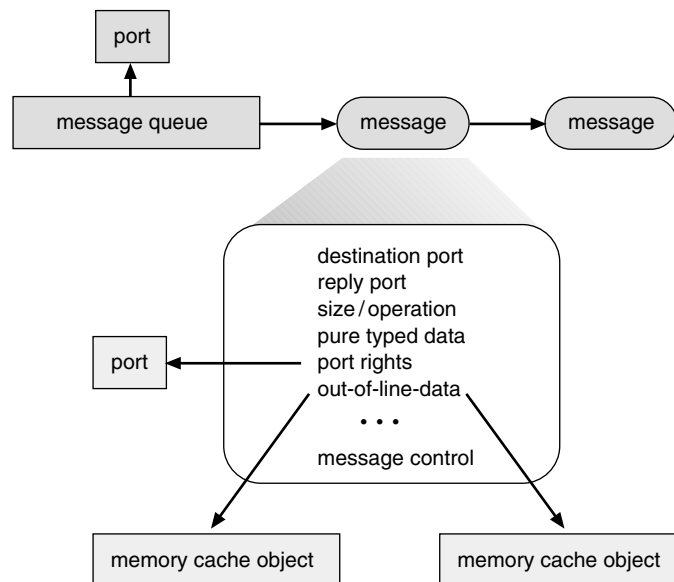 port
message queue
message
message
destination port
reply port
size / operation
pure typed data
port
port rights
out-of-line-data
• • •
message control
memory cache object
memory cache object